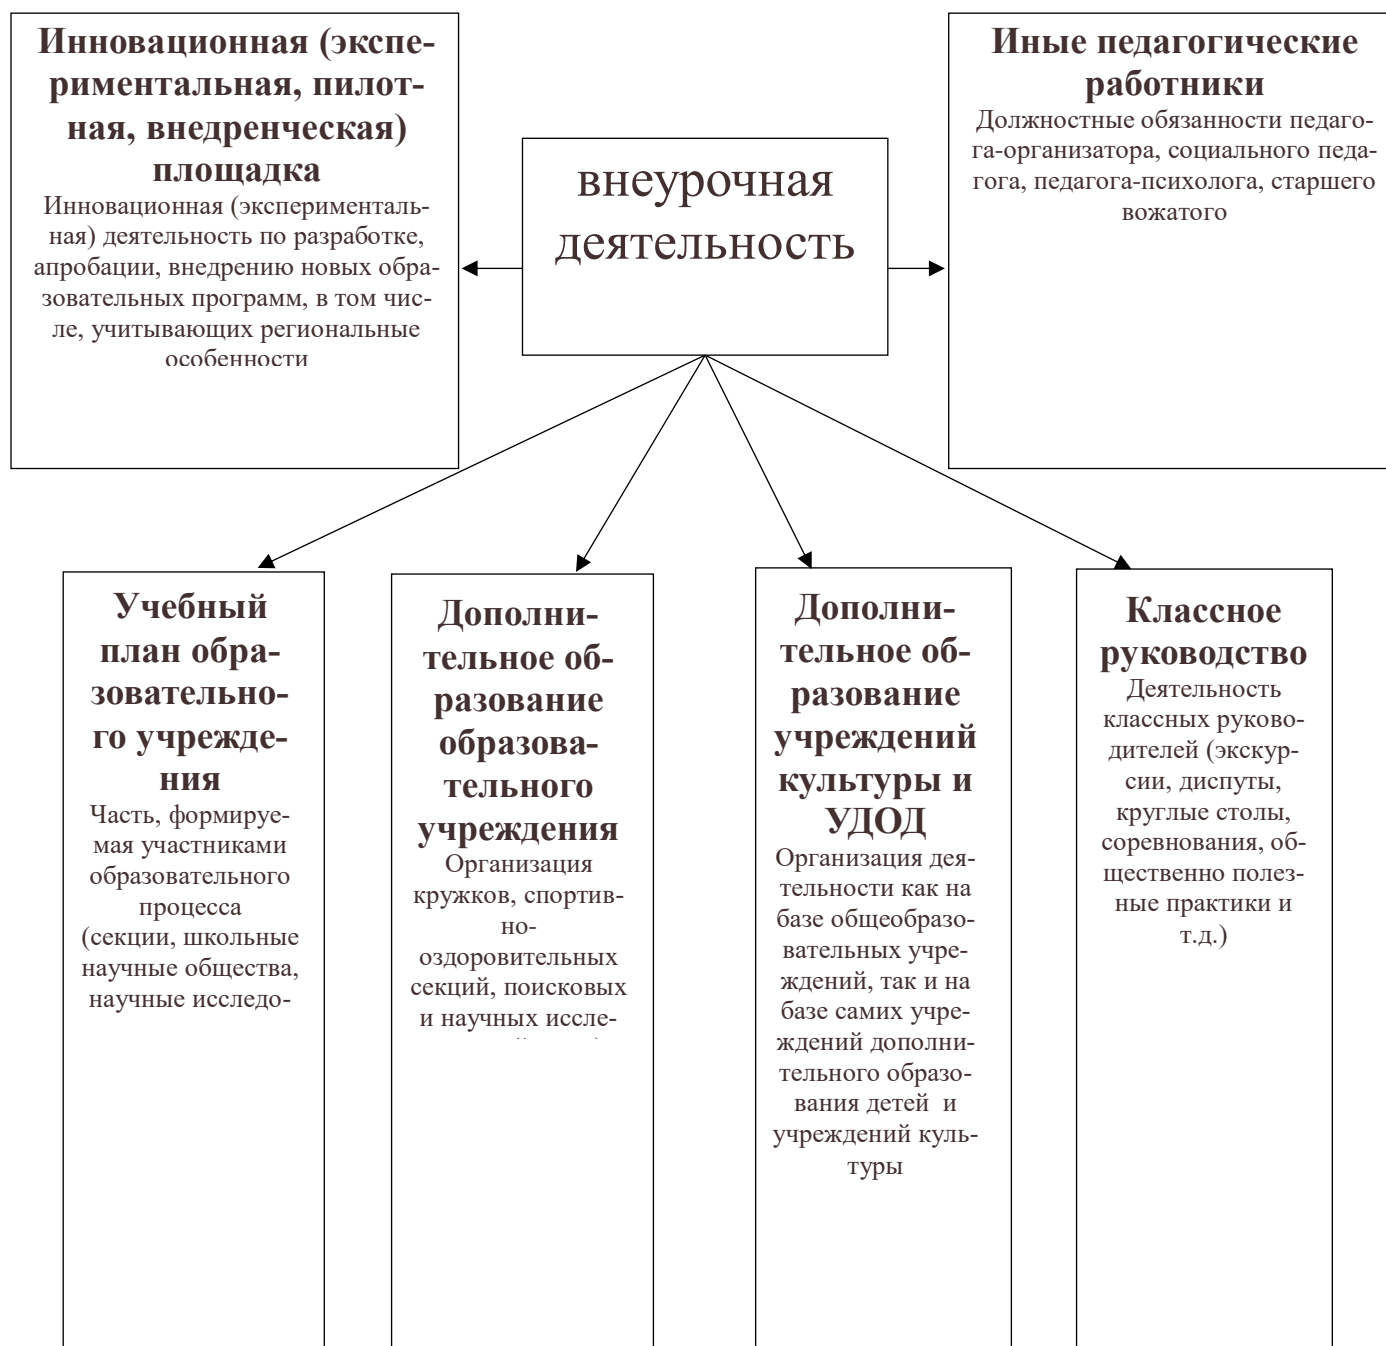 Инновационная (экспе-
риментальная, пилот-
ная, внедренческая)
площадка
Инновационная (эксперименталь-
ная) деятельность по разработке,
апробации, внедрению новых обра-
зовательных программ, в том чис-
ле, учитывающих региональные
особенности
внеурочная
деятельность
Иные педагогические
работники
Должностные обязанности педаго-
га-организатора, социального педа-
гога, педагога-психолога, старшего
вожатого
Учебный
план обра-
зовательно-
го учрежде-
ния
Часть, формируе-
мая участниками
образовательного
процесса
(секции, школьные
научные общества,
научные исследо-
Дополни-
тельное об-
разование
образова-
тельного
учреждения
Организация
кружков, спортив-
но-
оздоровительных
секций, поисковых
и научных иссле-
Дополни-
тельное об-
разование
учреждений
культуры и
УДОД
Организация дея-
тельности как на
базе общеобразо-
вательных учре-
ждений, так и на
базе самих учре-
ждений дополни-
тельного образо-
вания детей  и
учреждений куль-
туры
Классное
руководство
Деятельность
классных руково-
дителей (экскур-
сии, диспуты,
круглые столы,
соревнования, об-
щественно полез-
ные практики и
т.д.)